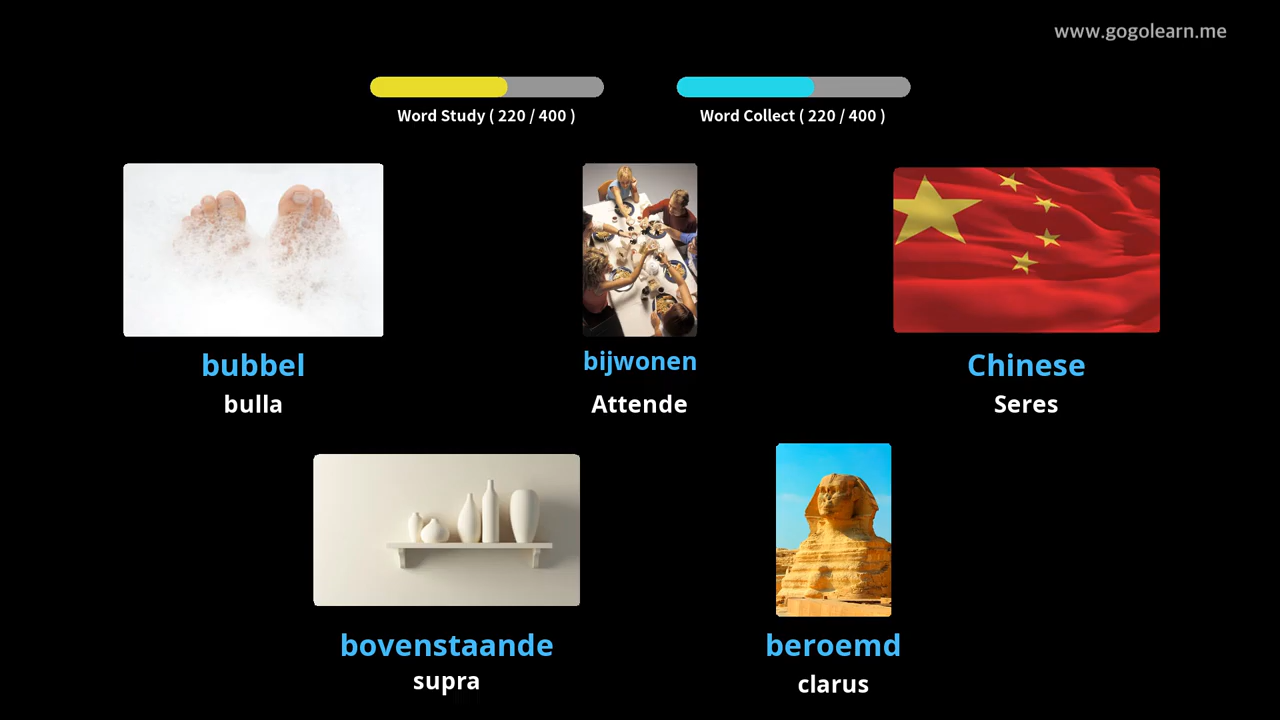 www.gogolearn.me
Word Study ( 220 / 400 )
Word Collect ( 220 / 400 )
bubbel
bulla
bijwonen
Attende
Chinese
Seres
bovenstaande
supra
beroemd
clarus